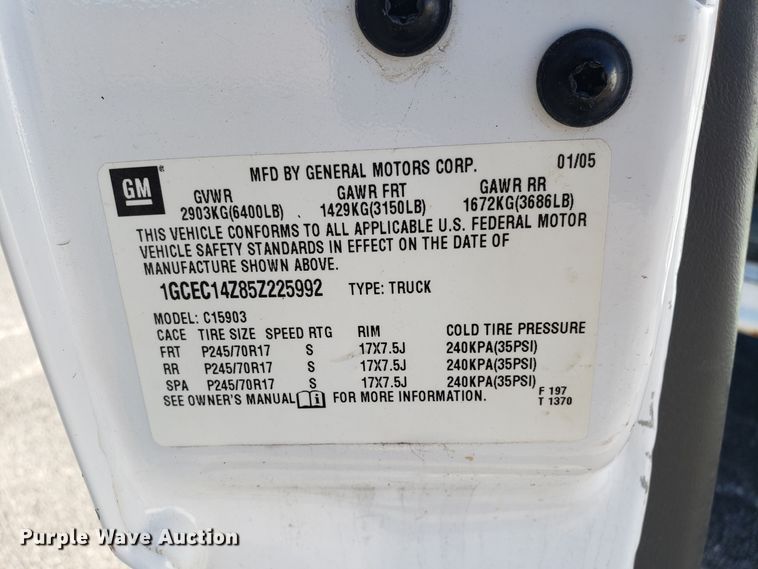 GM
®
MFD BY GENERAL MOTORS CORP. 01/05
GVWR GAWR FRT GAWR RR
2903KG(6400LB) 1429KG(3150LB) 1672KG(3686LB)
THIS VEHICLE CONFORMS TO ALL APPLICABLE U.S. FEDERAL MOTOR
VEHICLE SAFETY STANDARDS IN EFFECT ON THE DATE OF
MANUFACTURE SHOWN ABOVE.
1GCEC14Z85Z225992 TYPE: TRUCK
MODEL: C15903
CACE TIRE SIZE SPEED RTG RIM COLD TIRE PRESSURE
FRT P245/70R17 S 17X7.5J 240KPA(35PSI)
RR P245/70R17 S 17X7.5J 240KPA(35PSI)
SPA P245/70R17 S 17X7.5J 240KPA(35PSI)
SEE OWNER'S MANUAL i FOR MORE INFORMATION.
F 197
T 1370
Purple Wave Auction